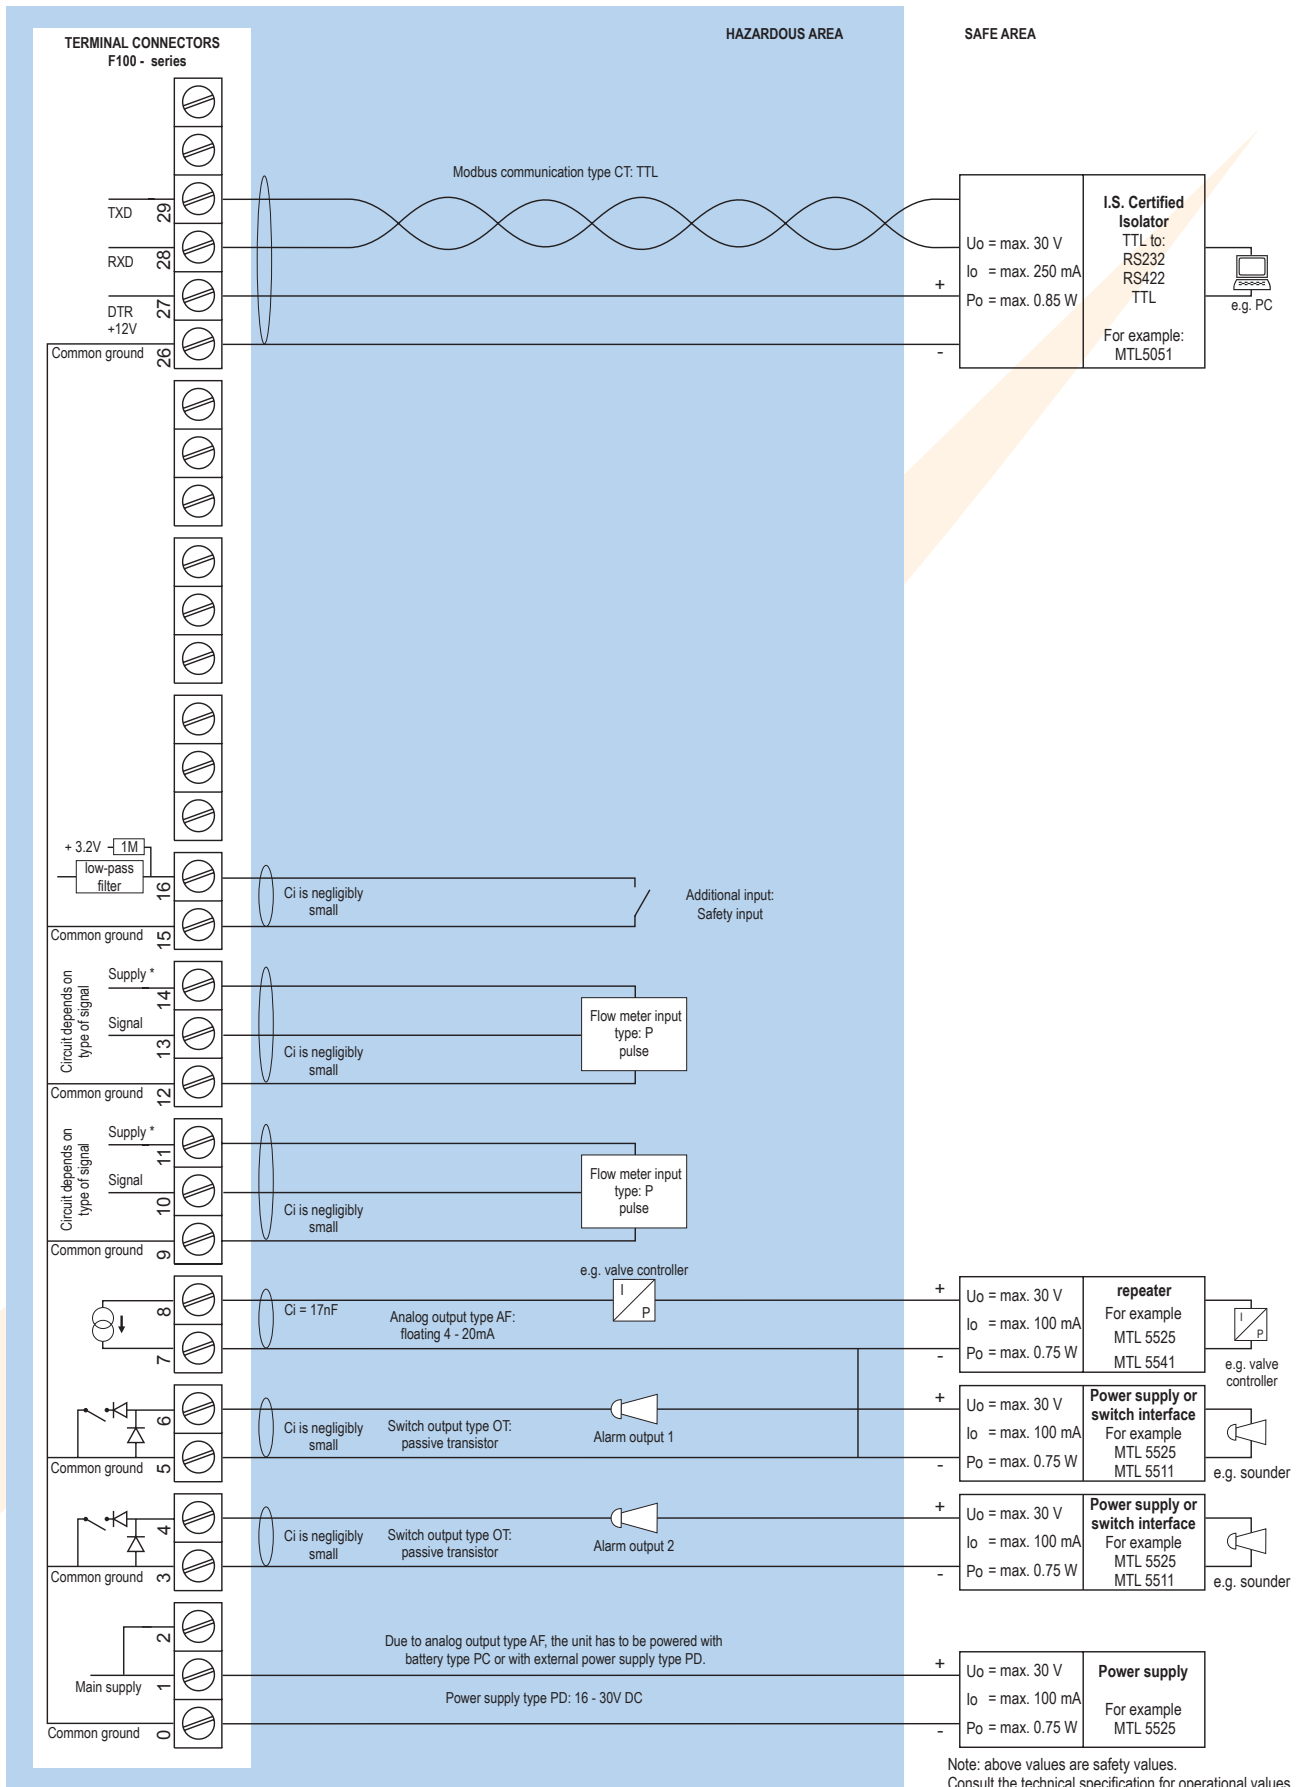 HAZARDOUS AREA
SAFE AREA
TERMINAL CONNECTORS
F100 - series
Modbus communication type CT: TTL
TXD
29
RXD
28
DTR
+12V
27
Common ground
26
+
-
Uo = max. 30 V
Io = max. 250 mA
Po = max. 0.85 W
I.S. Certified
Isolator
TTL to:
RS232
RS422
TTL
For example:
MTL5051
e.g. PC
+ 3.2V
1M
low-pass
filter
16
Common ground
15
Ci is negligibly
small
Additional input:
Safety input
Circuit depends on
type of signal
Supply *
14
Signal
13
Common ground
12
Ci is negligibly
small
Flow meter input
type: P
pulse
Circuit depends on
type of signal
Supply *
11
Signal
10
Common ground
9
Ci is negligibly
small
Flow meter input
type: P
pulse
8
7
Ci = 17nF
Analog output type AF:
floating 4 - 20mA
e.g. valve controller
I
P
+
-
Uo = max. 30 V
Io = max. 100 mA
Po = max. 0.75 W
repeater
For example
MTL 5525
MTL 5541
I
P
e.g. valve
controller
6
Common ground
5
Ci is negligibly
small
Switch output type OT:
passive transistor
Alarm output 1
+
-
Uo = max. 30 V
Io = max. 100 mA
Po = max. 0.75 W
Power supply or
switch interface
For example
MTL 5525
MTL 5511
e.g. sounder
4
Common ground
3
Ci is negligibly
small
Switch output type OT:
passive transistor
Alarm output 2
+
-
Uo = max. 30 V
Io = max. 100 mA
Po = max. 0.75 W
Power supply or
switch interface
For example
MTL 5525
MTL 5511
e.g. sounder
2
Main supply
1
Common ground
0
Due to analog output type AF, the unit has to be powered with
battery type PC or with external power supply type PD.
Power supply type PD: 16 - 30V DC
+
-
Uo = max. 30 V
Io = max. 100 mA
Po = max. 0.75 W
Power supply
For example
MTL 5525
Note: above values are safety values.
Consult the technical specification for operational values